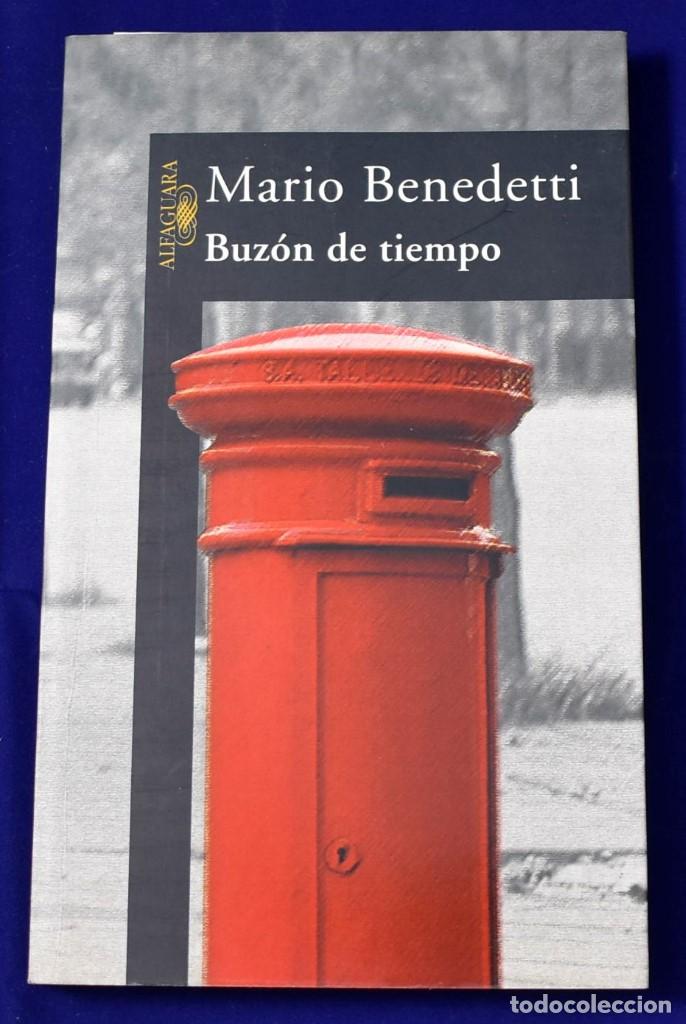 ALFAGUARA
Mario Benedetti
Buzón de tiempo
todocoleccion